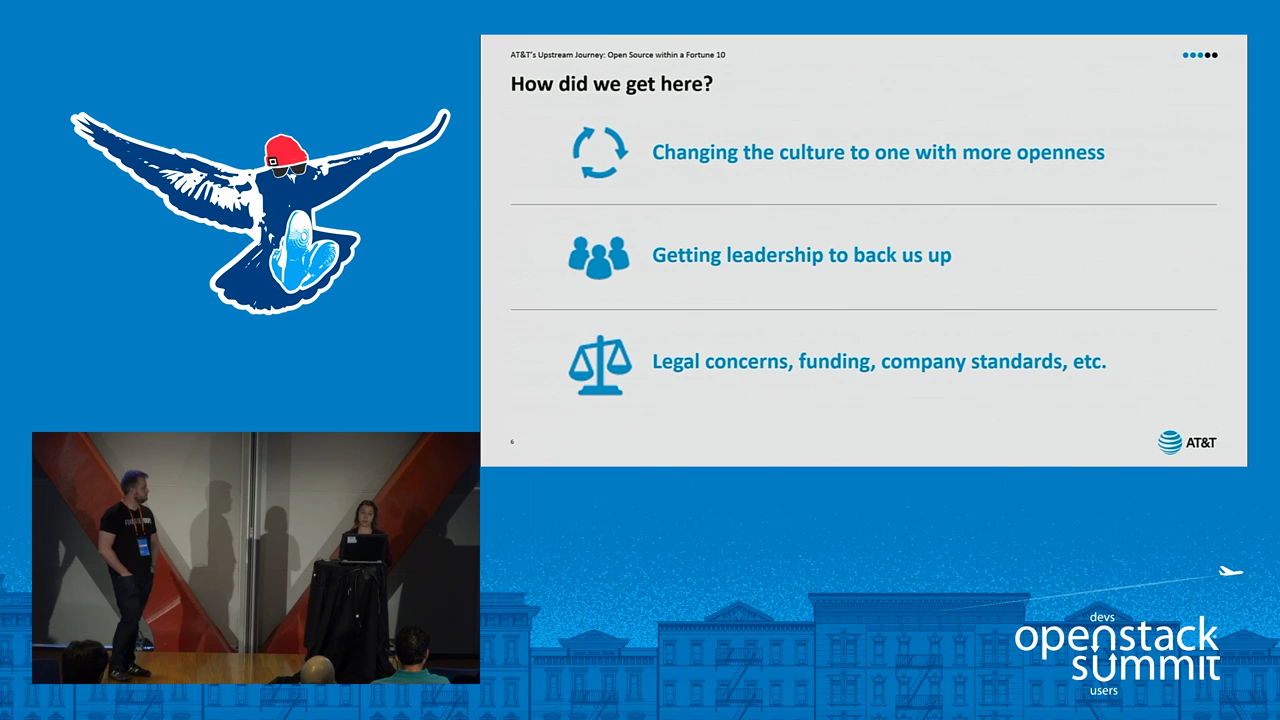 AT&T's Upstream Journey: Open Source within a Fortune 10
How did we get here?
Changing the culture to one with more openness
Getting leadership to back us up
Legal concerns, funding, company standards, etc.
6
AT&T
devs
openstack
summit
users